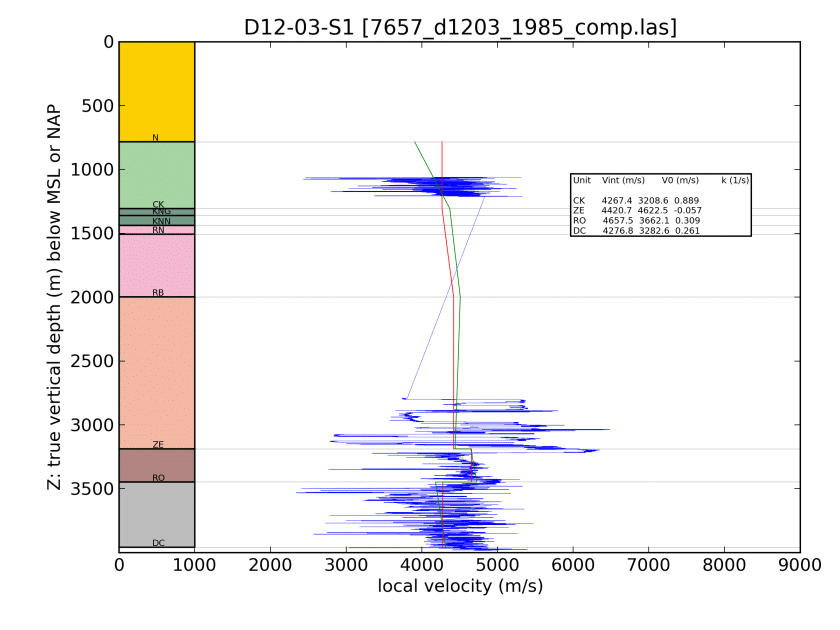 D12-03-S1 [7657_d1203_1985_comp.las]
Z: true vertical depth (m) below MSL or NAP
0
500
1000
1500
2000
2500
3000
3500
N
CK
KNG
KNN
RN
RB
ZE
RO
DC
Unit Vint (m/s) V0 (m/s) k (1/s)
CK 4267.4 3208.6 0.889
ZE 4420.7 4622.5 -0.057
RO 4657.5 3662.1 0.309
DC 4276.8 3282.6 0.261
0 1000 2000 3000 4000 5000 6000 7000 8000 9000
local velocity (m/s)